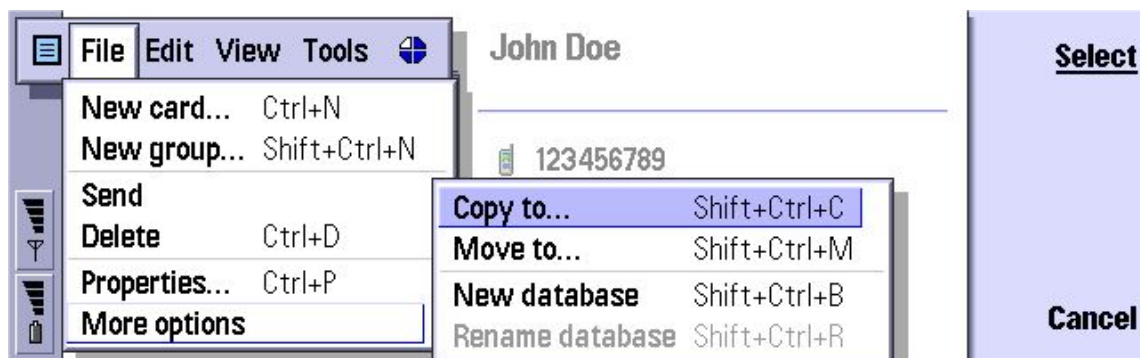 File Edit View Tools
John Doe
Select
New card... Ctrl+N
New group... Shift+Ctrl+N
123456789
Send
Copy to... Shift+Ctrl+C
Delete Ctrl+D
Move to... Shift+Ctrl+M
Properties... Ctrl+P
New database Shift+Ctrl+B
More options
Cancel
Rename database Shift+Ctrl+R